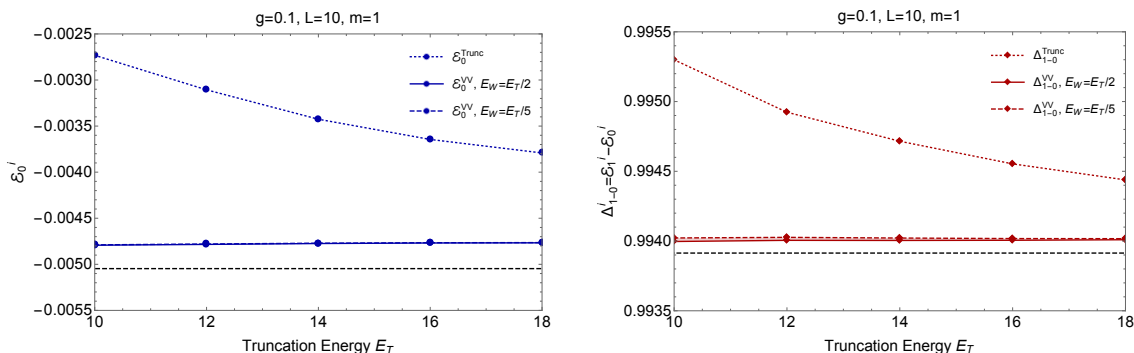 g=0.1, L=10, m=1
−0.0025
−0.0030
−0.0035
−0.0040
−0.0045
−0.0050
−0.0055
ℰ₀ⁱ
ℰ₀^Trunc
ℰ₀^VV, E_W=E_T/2
ℰ₀^VV, E_W=E_T/5
10 12 14 16 18
Truncation Energy E_T
g=0.1, L=10, m=1
0.9955
0.9950
0.9945
0.9940
0.9935
Δ₁₋₀ⁱ=ℰ₁ⁱ−ℰ₀ⁱ
Δ₁₋₀^Trunc
Δ₁₋₀^VV, E_W=E_T/2
Δ₁₋₀^VV, E_W=E_T/5
10 12 14 16 18
Truncation Energy E_T